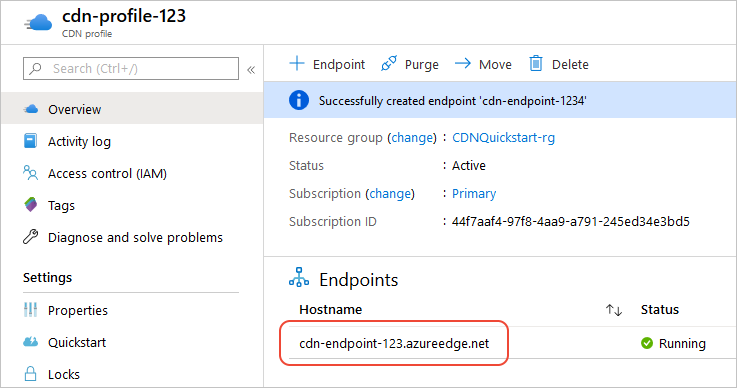 cdn-profile-123
CDN profile
Search (Ctrl+/)
«
Overview
Activity log
Access control (IAM)
Tags
Diagnose and solve problems
Settings
Properties
Quickstart
Locks
Endpoint
Purge
Move
Delete
Successfully created endpoint 'cdn-endpoint-1234'
Resource group (change) : CDNQuickstart-rg
Status : Active
Subscription (change) : Primary
Subscription ID : 44f7aaf4-97f8-4aa9-a791-245ed34e3bd5
Endpoints
Hostname ↑↓ Status
cdn-endpoint-123.azureedge.net Running